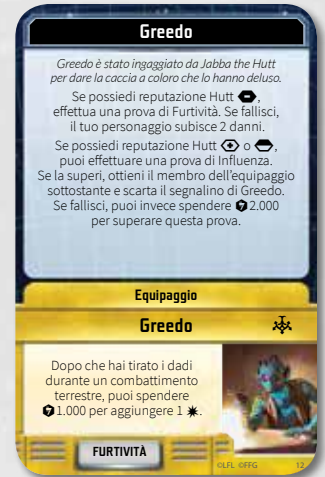 Greedo
Greedo è stato ingaggiato da Jabba the Hutt
per dare la caccia a coloro che lo hanno deluso.
Se possiedi reputazione Hutt ,
effettua una prova di Furtività. Se fallisci,
il tuo personaggio subisce 2 danni.
Se possiedi reputazione Hutt o ,
puoi effettuare una prova di Influenza.
Se la superi, ottieni il membro dell'equipaggio
sottostante e scarta il segnalino di Greedo.
Se fallisci, puoi invece spendere 2.000
per superare questa prova.
Equipaggio
Greedo
Dopo che hai tirato i dadi
durante un combattimento
terrestre, puoi spendere
1.000 per aggiungere 1 .
FURTIVITÀ
©LFL ©FFG 12